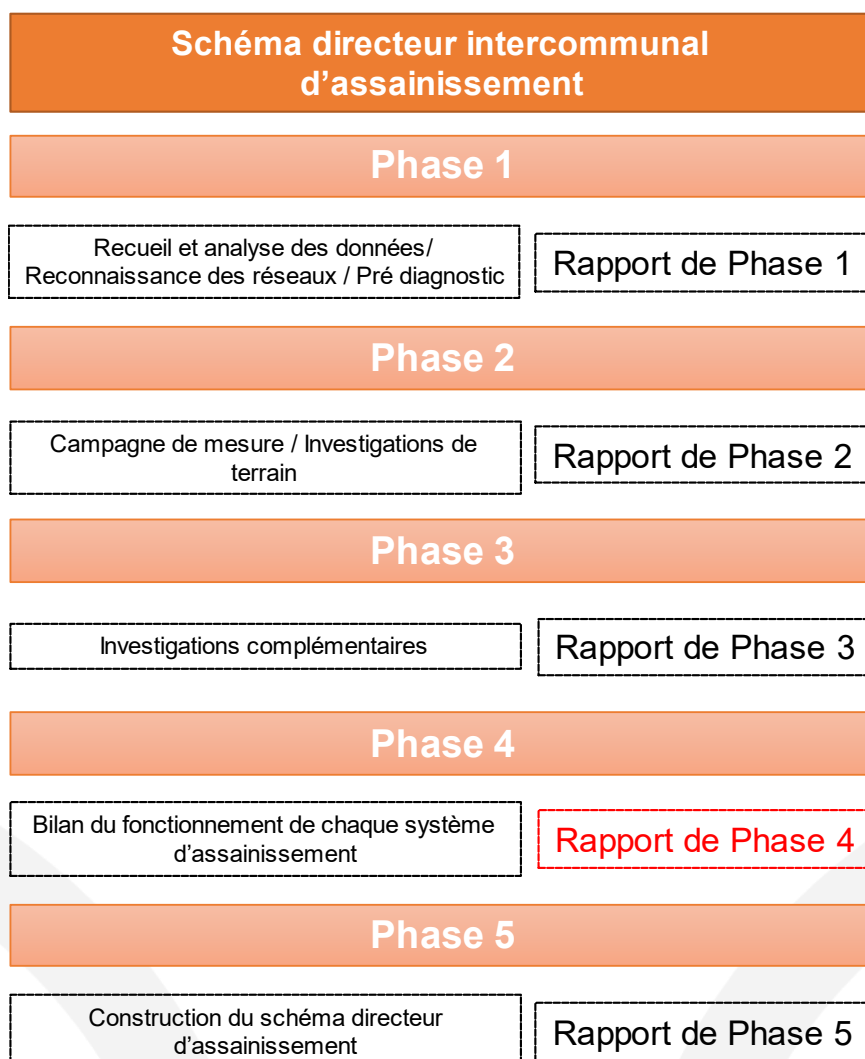 Schéma directeur intercommunal
d'assainissement
Phase 1
Recueil et analyse des données/
Reconnaissance des réseaux / Pré diagnostic
Rapport de Phase 1
Phase 2
Campagne de mesure / Investigations de
terrain
Rapport de Phase 2
Phase 3
Investigations complémentaires
Rapport de Phase 3
Phase 4
Bilan du fonctionnement de chaque système
d'assainissement
Rapport de Phase 4
Phase 5
Construction du schéma directeur
d'assainissement
Rapport de Phase 5